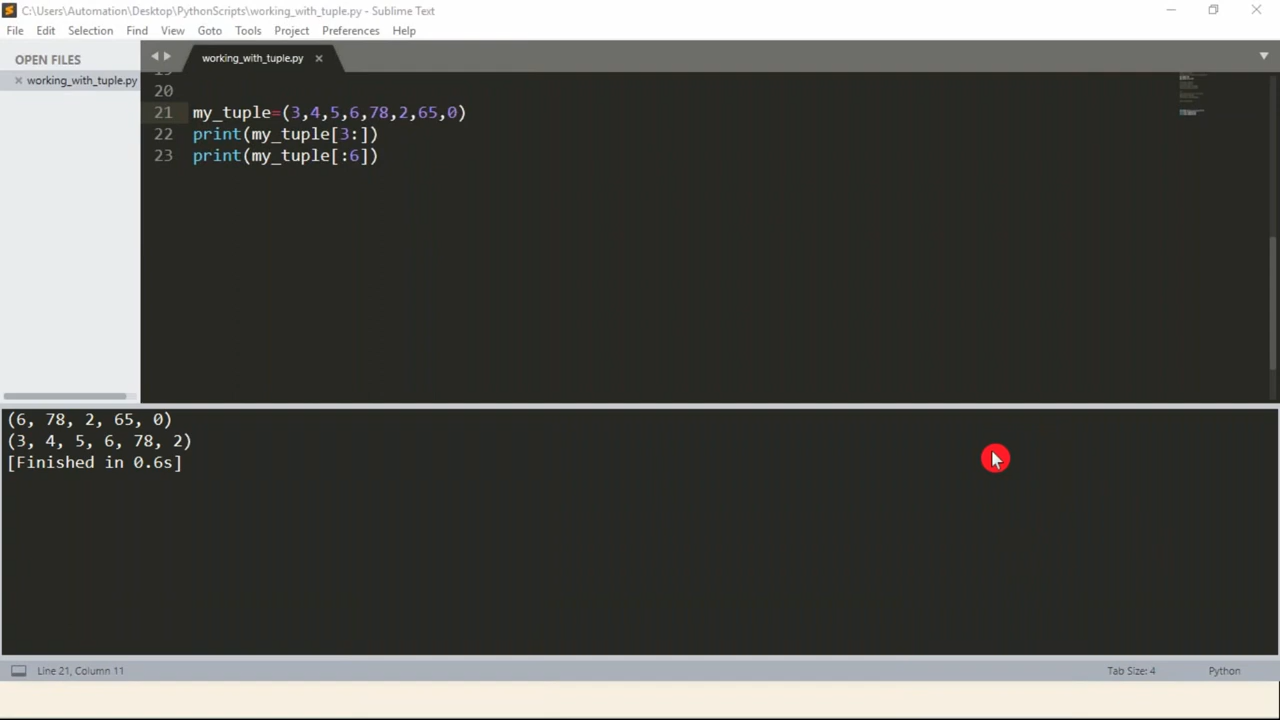 C:\Users\Automation\Desktop\PythonScripts\working_with_tuple.py - Sublime Text
File Edit Selection Find View Goto Tools Project Preferences Help
OPEN FILES
working_with_tuple.py
working_with_tuple.py
20
21 my_tuple=(3,4,5,6,78,2,65,0)
22 print(my_tuple[3:])
23 print(my_tuple[:6])
(6, 78, 2, 65, 0)
(3, 4, 5, 6, 78, 2)
[Finished in 0.6s]
Line 21, Column 11 Tab Size: 4 Python